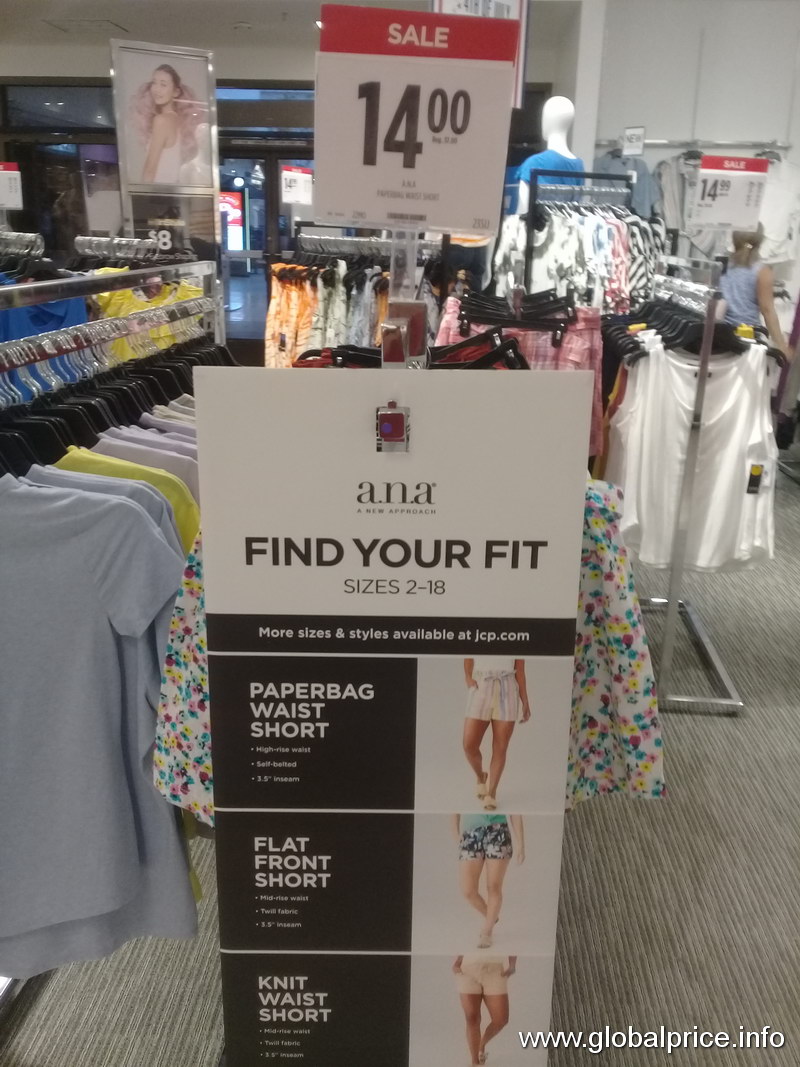 SALE
14 00
a.n.a
PAPERBAG WAIST SHORT
SALE
14 99
NEW
$8
a.n.a
A NEW APPROACH
FIND YOUR FIT
SIZES 2–18
More sizes & styles available at jcp.com
PAPERBAG
WAIST
SHORT
• High-rise waist
• Self-belted
• 3.5" inseam
FLAT
FRONT
SHORT
• Mid-rise waist
• Twill fabric
• 3.5" inseam
KNIT
WAIST
SHORT
• Mid-rise waist
• Twill fabric
• 3.5" inseam
www.globalprice.info